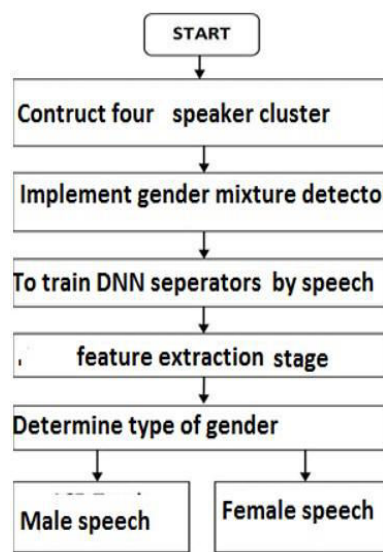 START
Contruct four speaker cluster
Implement gender mixture detecto
To train DNN seperators by speech
feature extraction stage
Determine type of gender
Male speech
Female speech